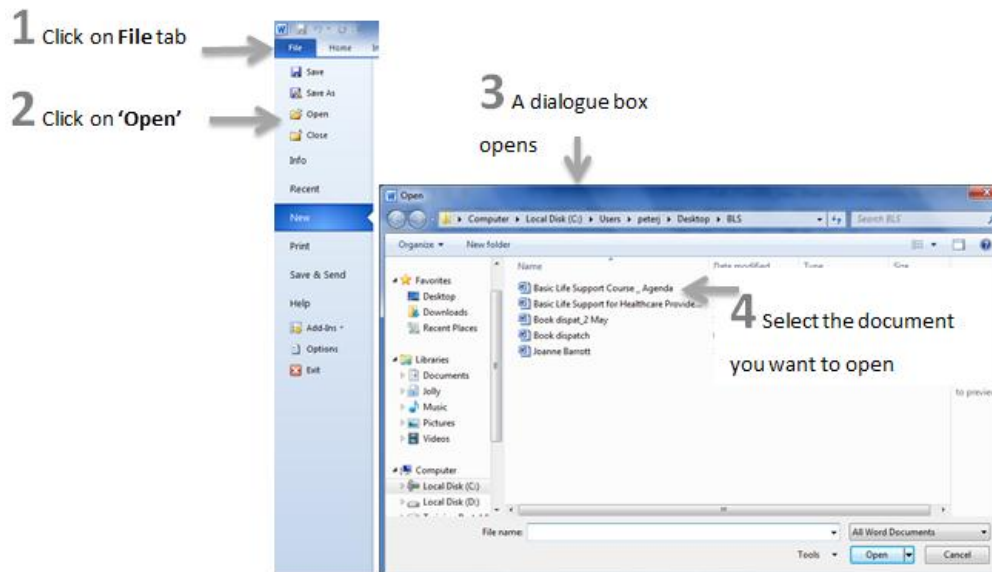 1 Click on File tab
2 Click on 'Open'
3 A dialogue box
opens
4 Select the document
you want to open
File Home
Save
Save As
Open
Close
Info
Recent
New
Print
Save & Send
Help
Add-Ins
Options
Exit
Open
Computer Local Disk (C:) Users peterj Desktop BLS
Search BLS
Organize New folder
Name Date modified Type Size
Favorites
Desktop
Downloads
Recent Places
Libraries
Documents
Jolly
Music
Pictures
Videos
Computer
Local Disk (C:)
Local Disk (D:)
Basic Life Support Course _ Agenda
Basic Life Support for Healthcare Provide...
Book dispat_2 May
Book dispatch
Joanne Barrott
to preview
File name:
All Word Documents
Tools Open Cancel